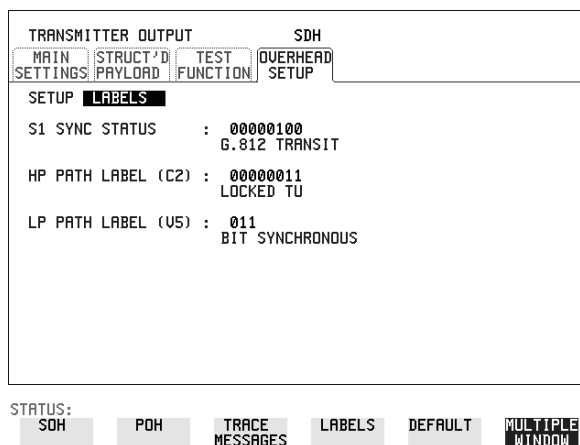 TRANSMITTER OUTPUT SDH
MAIN SETTINGS STRUCT'D PAYLOAD TEST FUNCTION OVERHEAD SETUP
SETUP LABELS
S1 SYNC STATUS : 00000100
G.812 TRANSIT
HP PATH LABEL (C2) : 00000011
LOCKED TU
LP PATH LABEL (V5) : 011
BIT SYNCHRONOUS
STATUS:
SOH POH TRACE MESSAGES LABELS DEFAULT MULTIPLE WINDOW